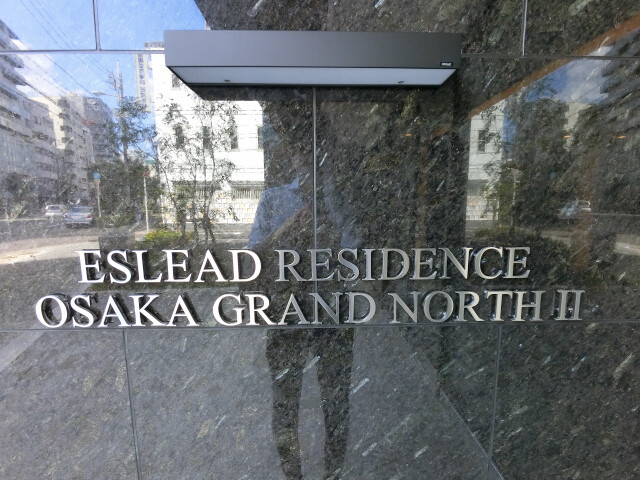 ESLEAD RESIDENCE
OSAKA GRAND NORTH II